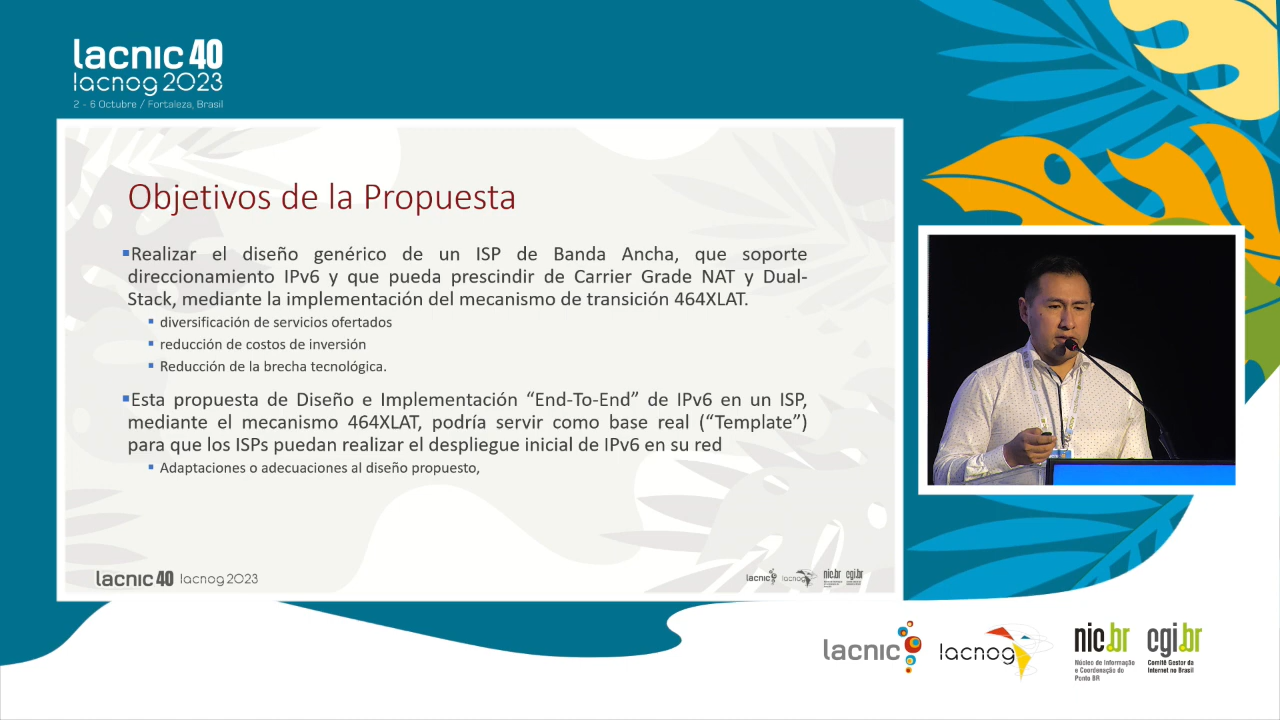 lacnic 40
lacnog 2023
2 - 6 Octubre / Fortaleza, Brasil
Objetivos de la Propuesta
Realizar el diseño genérico de un ISP de Banda Ancha, que soporte
direccionamiento IPv6 y que pueda prescindir de Carrier Grade NAT y Dual-
Stack, mediante la implementación del mecanismo de transición 464XLAT.
diversificación de servicios ofertados
reducción de costos de inversión
Reducción de la brecha tecnológica.
Esta propuesta de Diseño e Implementación “End-To-End” de IPv6 en un ISP,
mediante el mecanismo 464XLAT, podría servir como base real (“Template”)
para que los ISPs puedan realizar el despliegue inicial de IPv6 en su red
Adaptaciones o adecuaciones al diseño propuesto,
lacnic 40 lacnog 2023
lacnic lacnog nic.br cgi.br
lacnic lacnog nic.br cgi.br
Núcleo de Informação
e Coordenação do
Ponto BR
Comitê Gestor da
Internet no Brasil